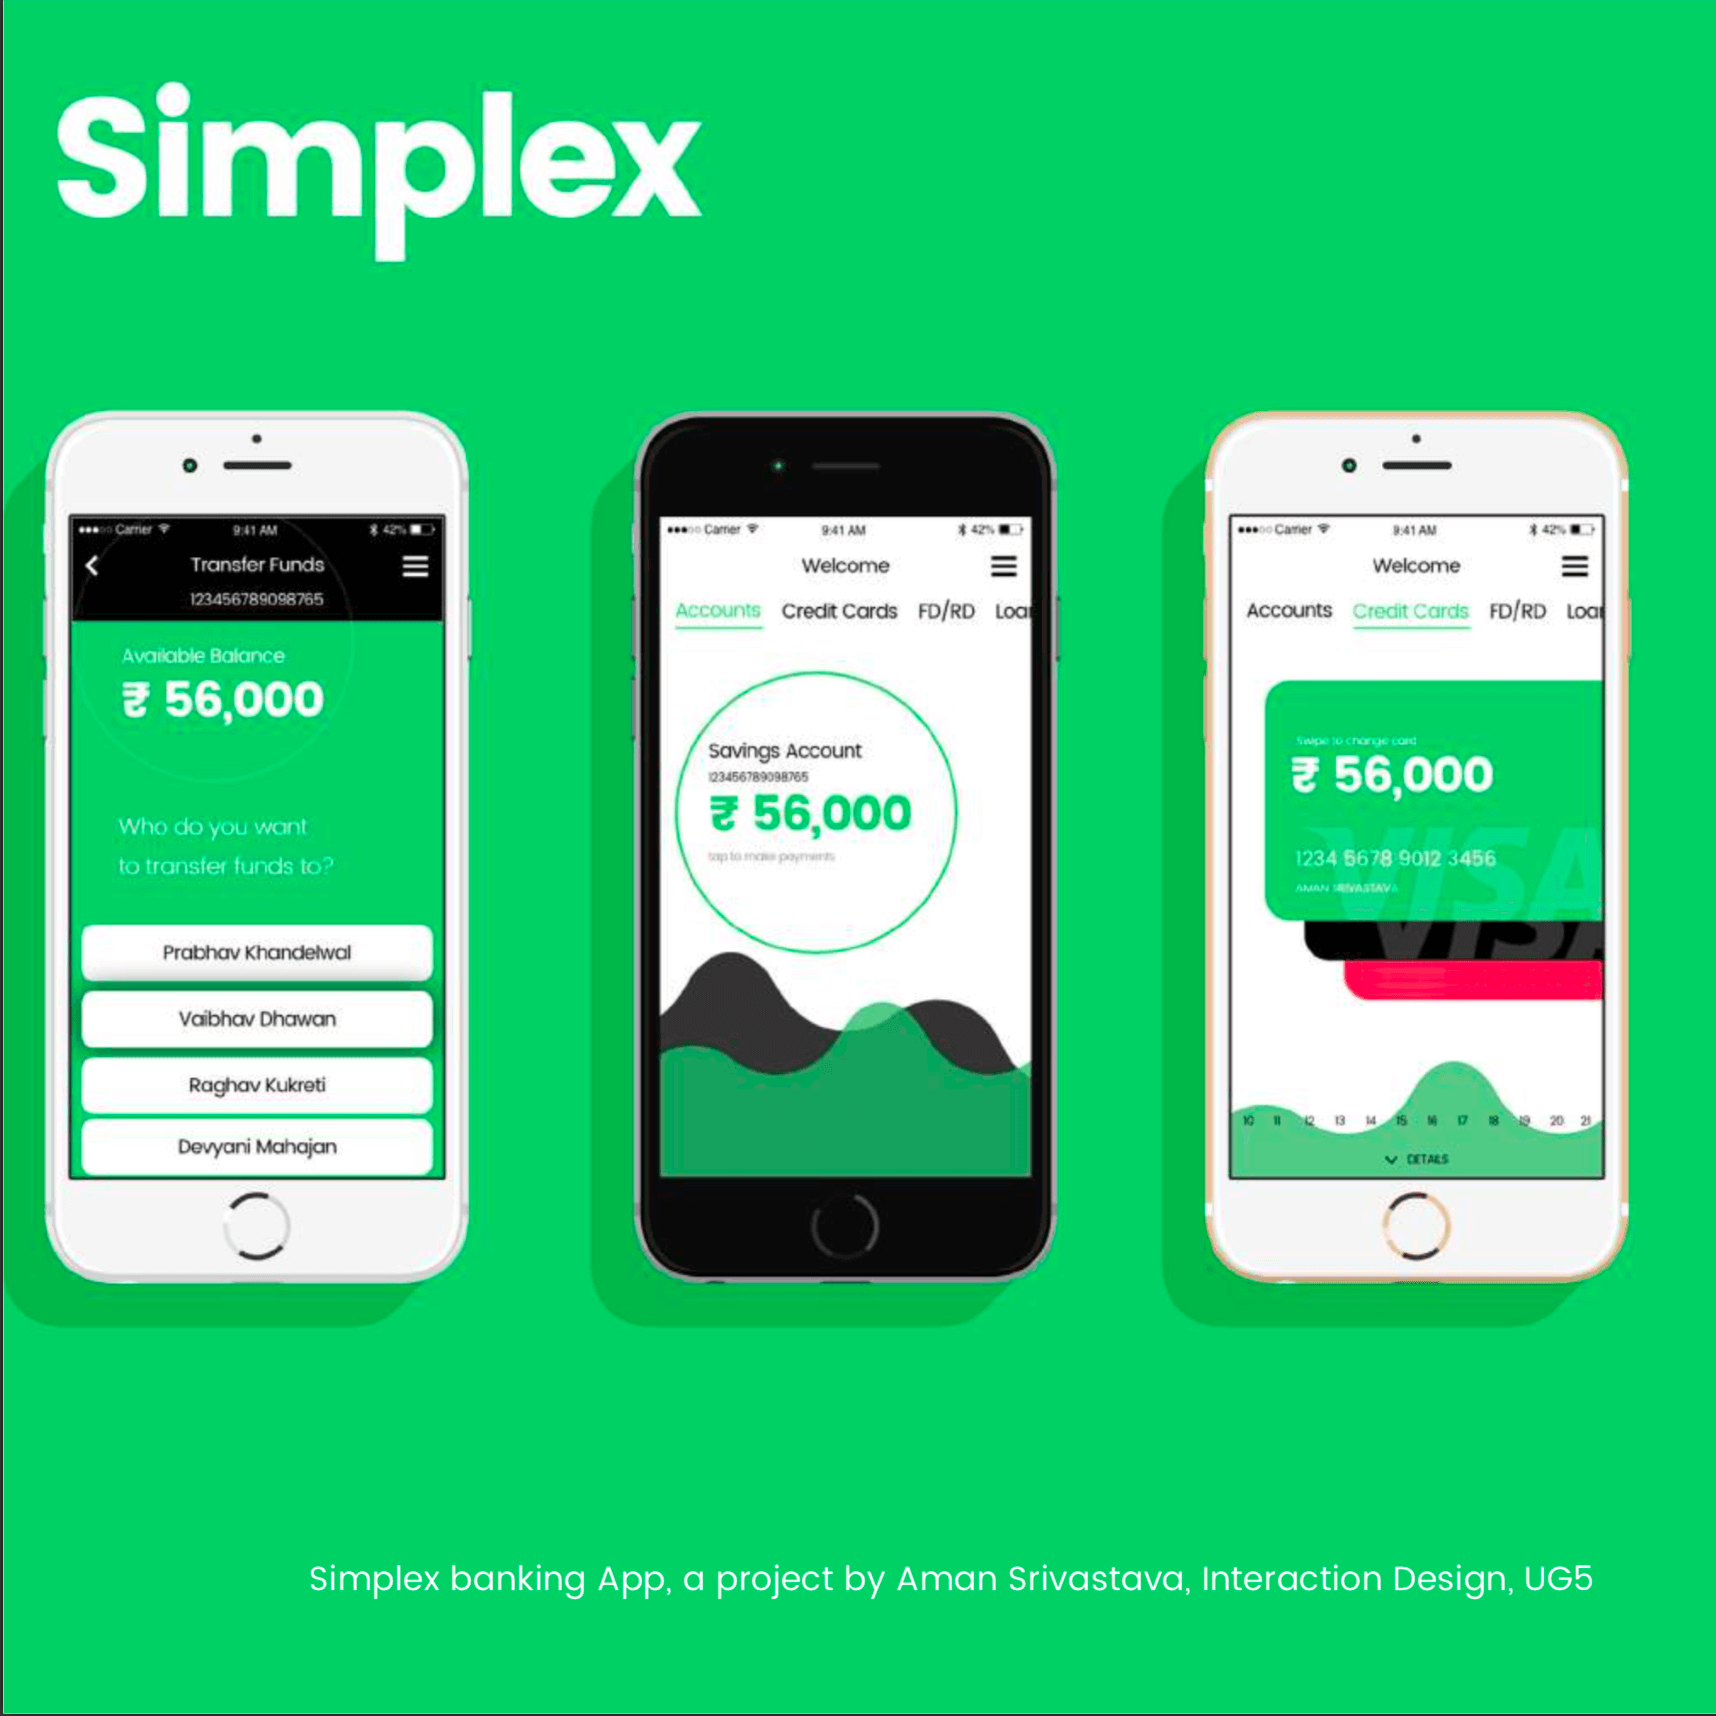 Simplex
Carrier 9:41 AM 42%
Transfer Funds
123456789098765
Available Balance
₹ 56,000
Who do you want
to transfer funds to?
Prabhav Khandelwal
Vaibhav Dhawan
Raghav Kukreti
Devyani Mahajan
Carrier 9:41 AM 42%
Welcome
Accounts Credit Cards FD/RD Loan
Savings Account
123456789098765
₹ 56,000
tap to make payments
Carrier 9:41 AM 42%
Welcome
Accounts Credit Cards FD/RD Loan
Swipe to change card
₹ 56,000
1234 5678 9012 3456
AMAN SRIVASTAVA
VISA
VISA
10 11 12 13 14 15 16 17 18 19 20 21
DETAILS
Simplex banking App, a project by Aman Srivastava, Interaction Design, UG5